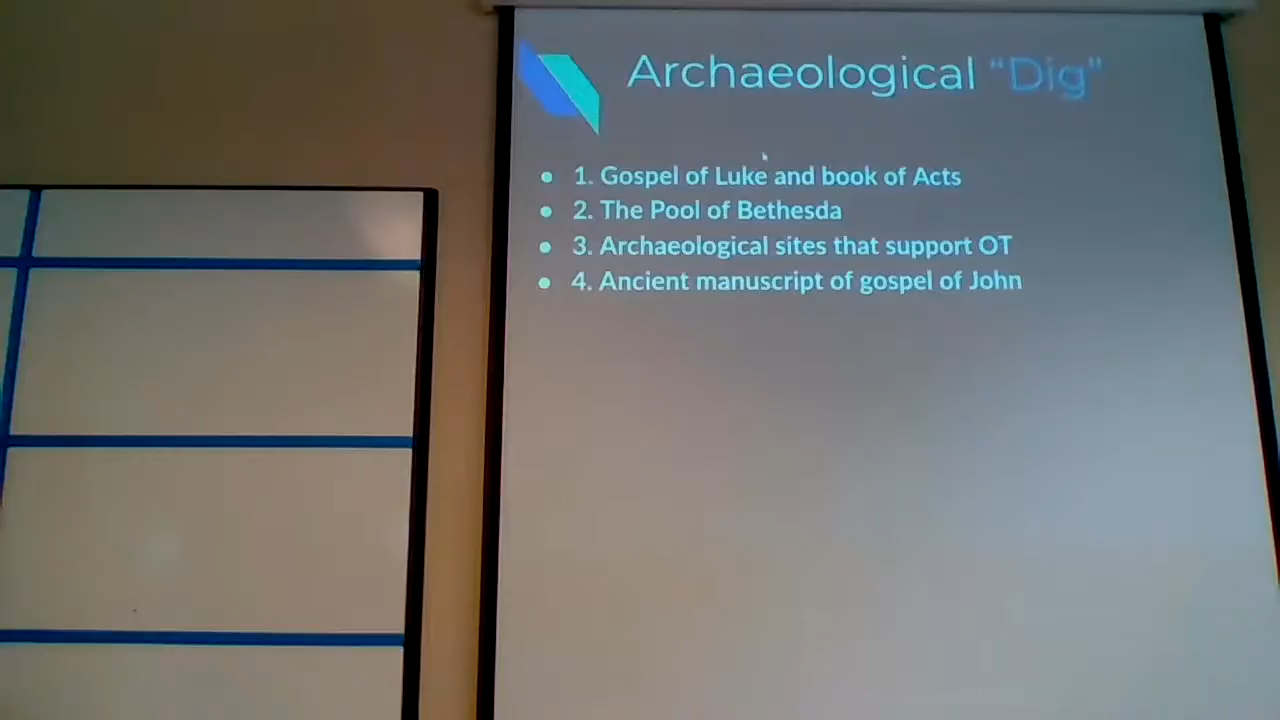 Archaeological "Dig"
• 1. Gospel of Luke and book of Acts
• 2. The Pool of Bethesda
• 3. Archaeological sites that support OT
• 4. Ancient manuscript of gospel of John